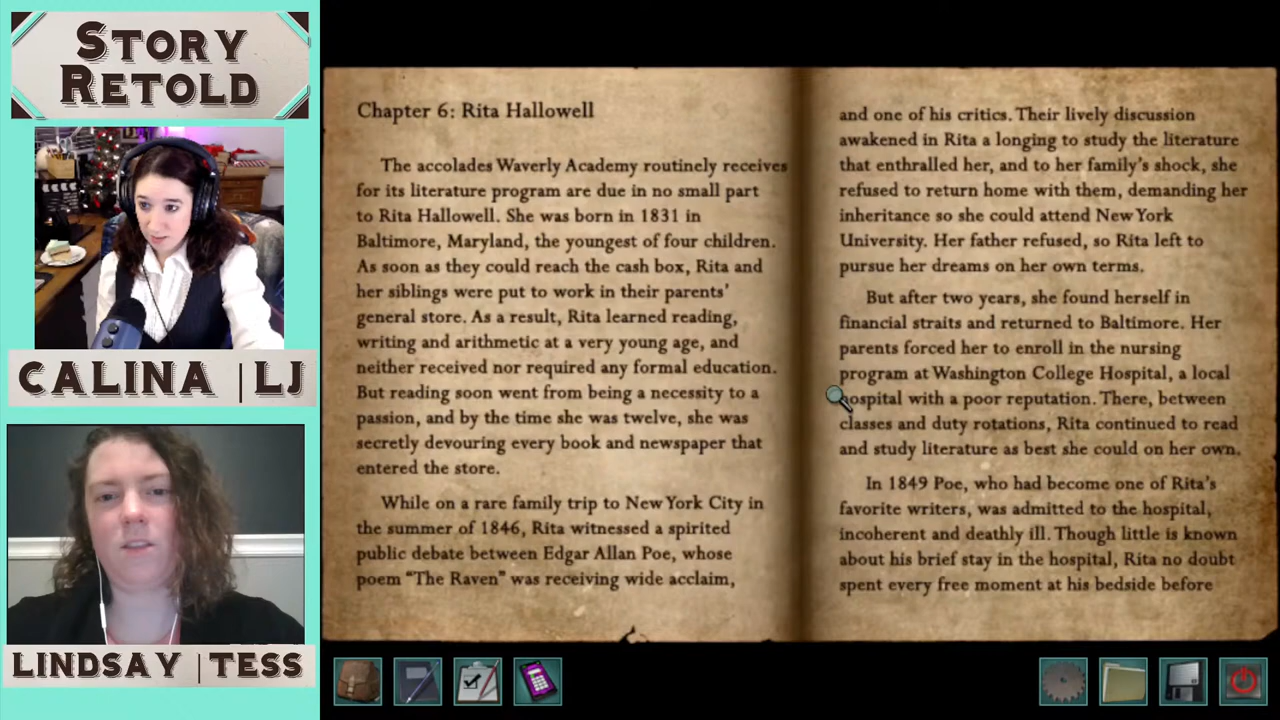 STORY
RETOLD
CALINA | LJ
LINDSAY | TESS
Chapter 6: Rita Hallowell
The accolades Waverly Academy routinely receives
for its literature program are due in no small part
to Rita Hallowell. She was born in 1831 in
Baltimore, Maryland, the youngest of four children.
As soon as they could reach the cash box, Rita and
her siblings were put to work in their parents'
general store. As a result, Rita learned reading,
writing and arithmetic at a very young age, and
neither received nor required any formal education.
But reading soon went from being a necessity to a
passion, and by the time she was twelve, she was
secretly devouring every book and newspaper that
entered the store.
While on a rare family trip to New York City in
the summer of 1846, Rita witnessed a spirited
public debate between Edgar Allan Poe, whose
poem "The Raven" was receiving wide acclaim,
and one of his critics. Their lively discussion
awakened in Rita a longing to study the literature
that enthralled her, and to her family's shock, she
refused to return home with them, demanding her
inheritance so she could attend New York
University. Her father refused, so Rita left to
pursue her dreams on her own terms.
But after two years, she found herself in
financial straits and returned to Baltimore. Her
parents forced her to enroll in the nursing
program at Washington College Hospital, a local
hospital with a poor reputation. There, between
classes and duty rotations, Rita continued to read
and study literature as best she could on her own.
In 1849 Poe, who had become one of Rita's
favorite writers, was admitted to the hospital,
incoherent and deathly ill. Though little is known
about his brief stay in the hospital, Rita no doubt
spent every free moment at his bedside before